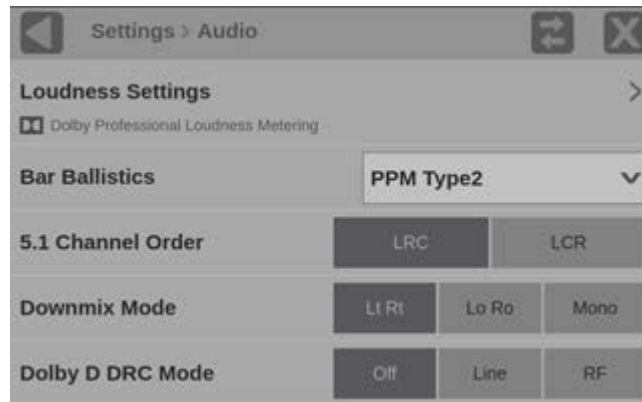 Settings > Audio
Loudness Settings >
Dolby Professional Loudness Metering
Bar Ballistics PPM Type2
5.1 Channel Order LRC LCR
Downmix Mode Lt Rt Lo Ro Mono
Dolby D DRC Mode Off Line RF